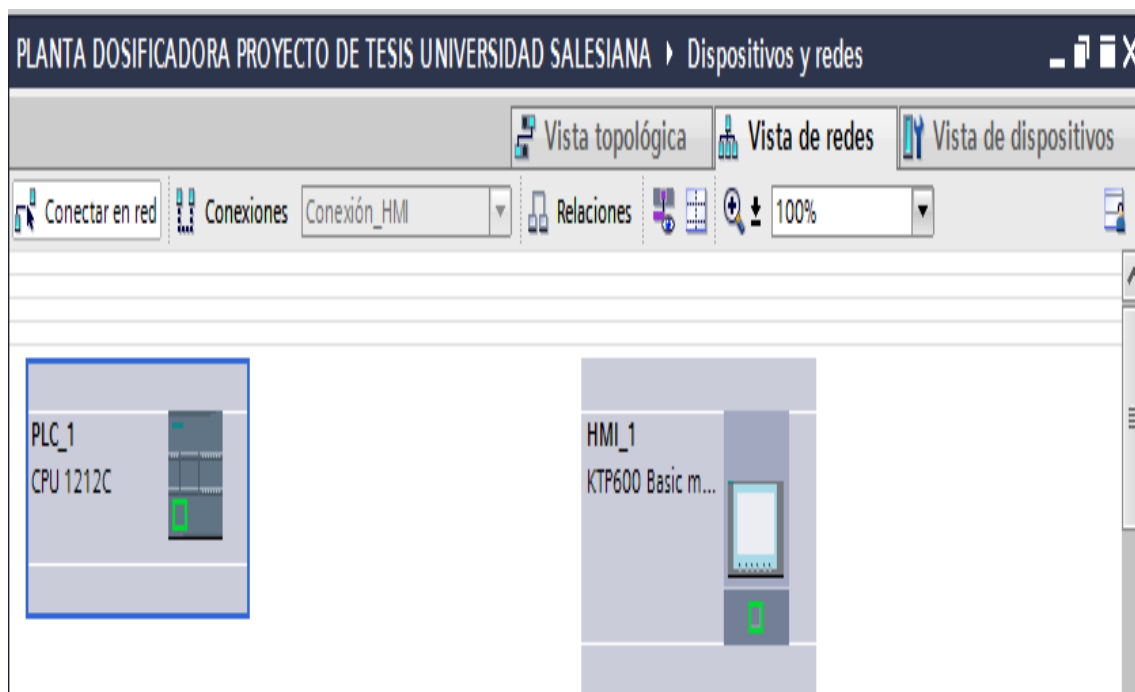 PLANTA DOSIFICADORA PROYECTO DE TESIS UNIVERSIDAD SALESIANA ▸ Dispositivos y redes
Vista topológica Vista de redes Vista de dispositivos
Conectar en red Conexiones Conexión_HMI Relaciones 100%
PLC_1
CPU 1212C
HMI_1
KTP600 Basic m...